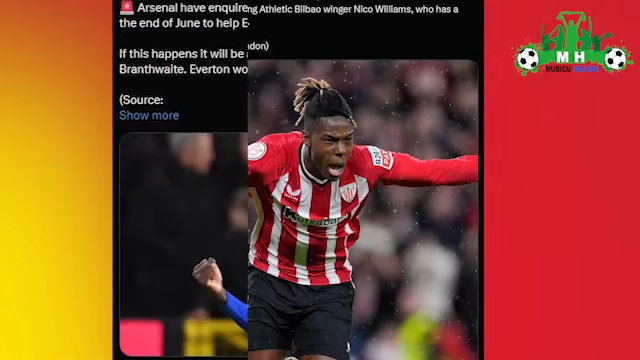 🚨 Arsenal have enquire
ng Athletic Bilbao winger Nico Williams, who has a
the end of June to help E
don)
If this happens it will be a
Branthwaite. Everton wo
(Source:
Show more
M H